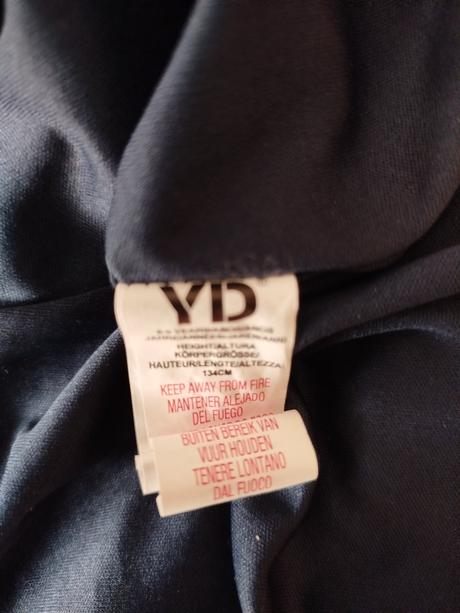 YD
HEIGHT/ALTURA
KÖRPERGRÖSSE/
HAUTEUR/LENGTE/ALTEZZA/
134CM
KEEP AWAY FROM FIRE
MANTENER ALEJADO
DEL FUEGO
BUITEN BEREIK VAN
VUUR HOUDEN
TENERE LONTANO
DAL FUOCO